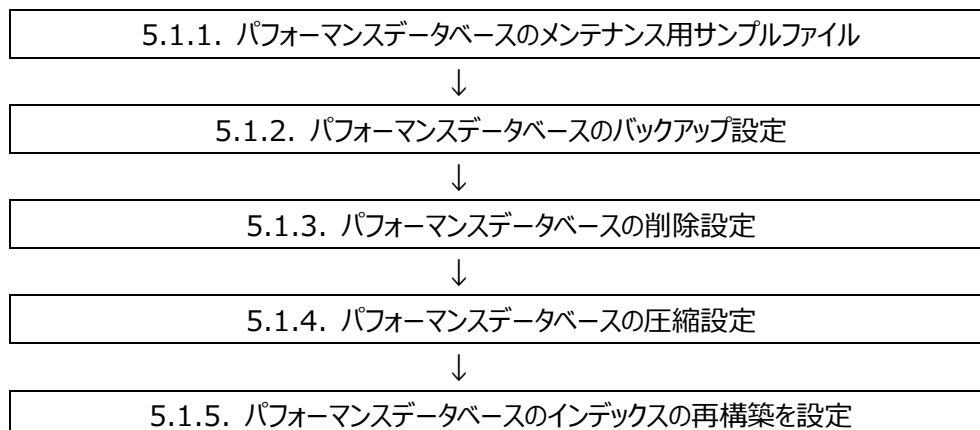 5.1.1. パフォーマンスデータベースのメンテナンス用サンプルファイル
↓
5.1.2. パフォーマンスデータベースのバックアップ設定
↓
5.1.3. パフォーマンスデータベースの削除設定
↓
5.1.4. パフォーマンスデータベースの圧縮設定
↓
5.1.5. パフォーマンスデータベースのインデックスの再構築を設定